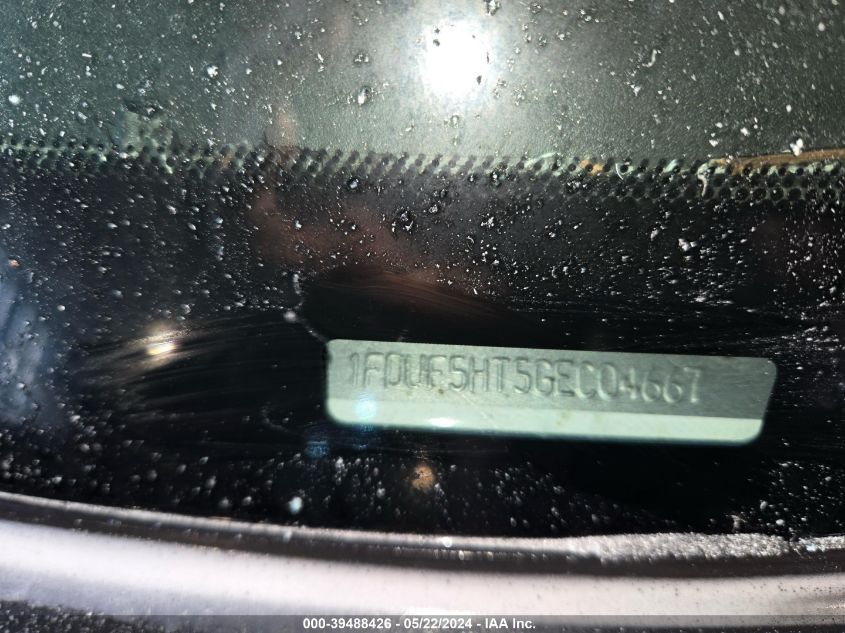 1FDUF5HT5GEC04667
000-39488426 - 05/22/2024 - IAA Inc.